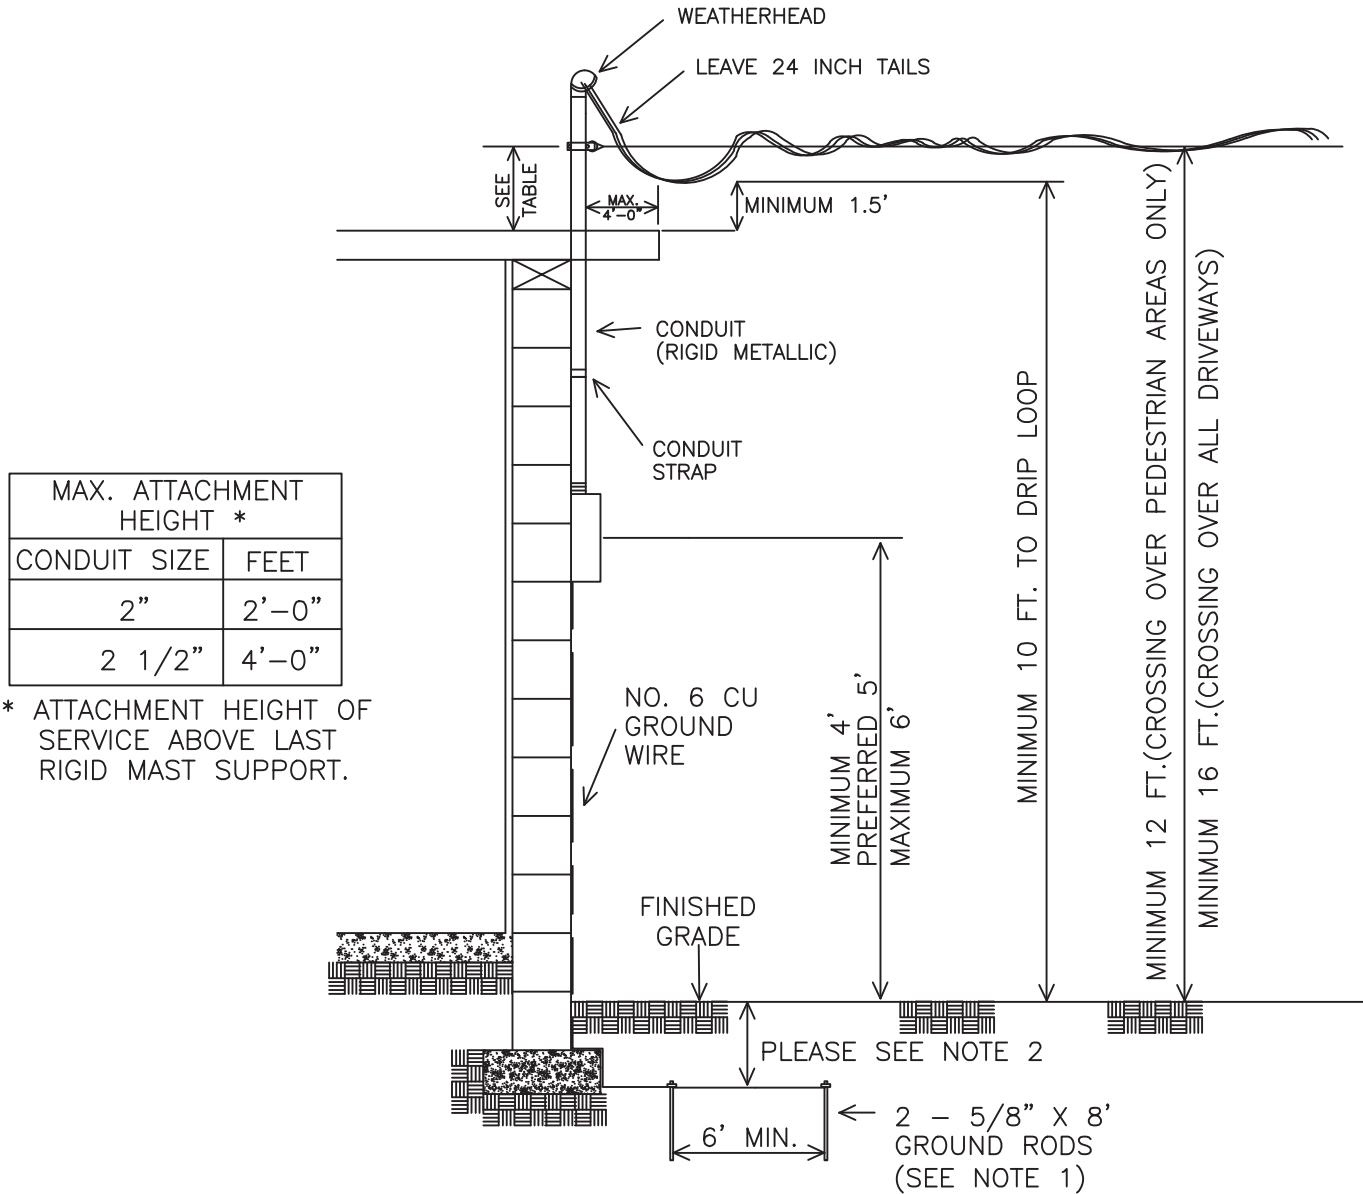 WEATHERHEAD
LEAVE 24 INCH TAILS
SEE
TABLE
MAX.
4'-0"
MINIMUM 1.5'
CONDUIT
(RIGID METALLIC)
CONDUIT
STRAP
MAX. ATTACHMENT
HEIGHT *
CONDUIT SIZE FEET
2" 2'-0"
2 1/2" 4'-0"
* ATTACHMENT HEIGHT OF
SERVICE ABOVE LAST
RIGID MAST SUPPORT.
NO. 6 CU
GROUND
WIRE
MINIMUM 4'
PREFERRED 5'
MAXIMUM 6'
MINIMUM 10 FT. TO DRIP LOOP
MINIMUM 12 FT.(CROSSING OVER PEDESTRIAN AREAS ONLY)
MINIMUM 16 FT.(CROSSING OVER ALL DRIVEWAYS)
FINISHED
GRADE
PLEASE SEE NOTE 2
6' MIN.
2 - 5/8" X 8'
GROUND RODS
(SEE NOTE 1)